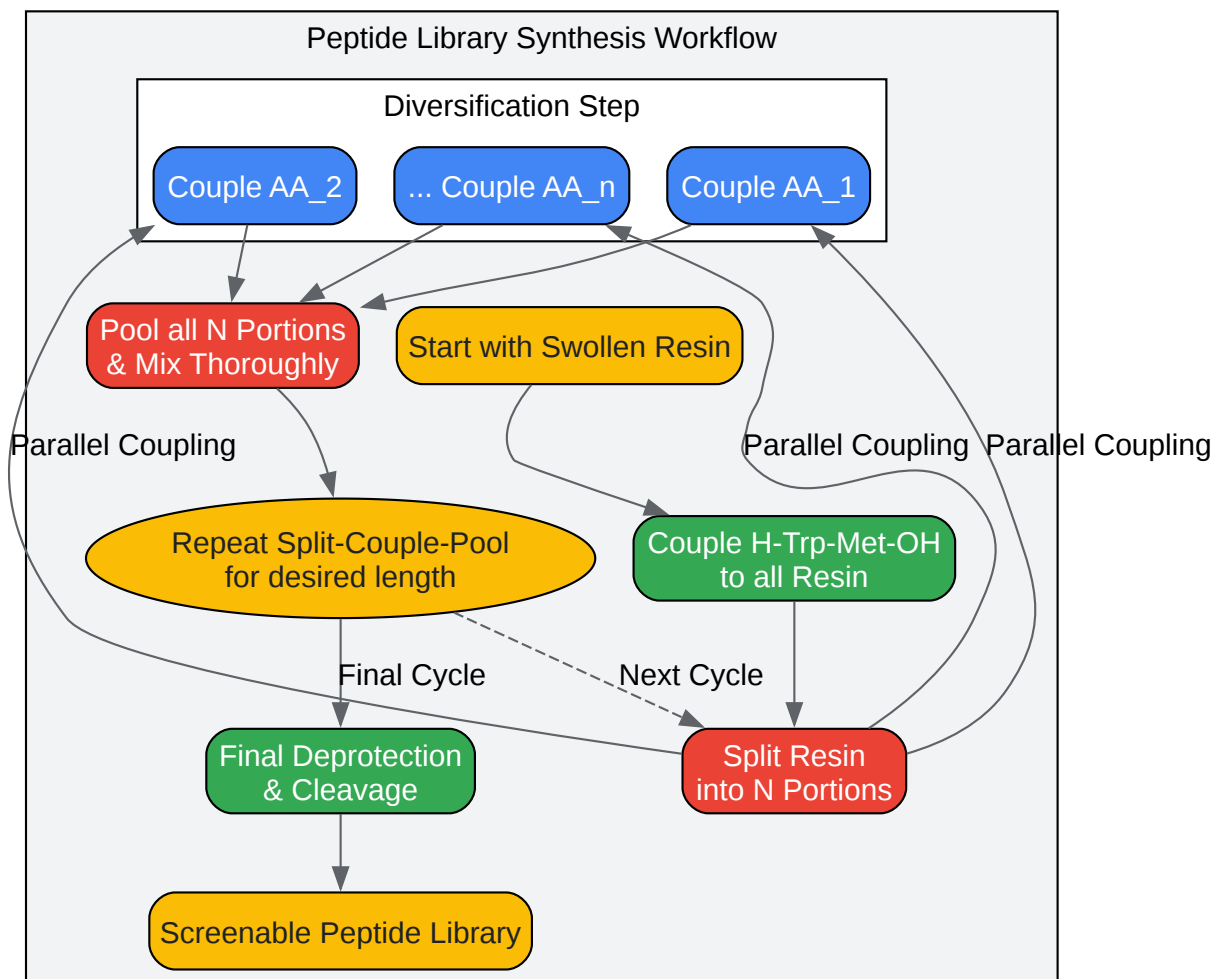 Peptide Library Synthesis Workflow
Diversification Step
Couple AA_2
... Couple AA_n
Couple AA_1
Pool all N Portions
& Mix Thoroughly
Start with Swollen Resin
Parallel Coupling
Parallel Coupling
Parallel Coupling
Repeat Split-Couple-Pool
for desired length
Couple H-Trp-Met-OH
to all Resin
Final Cycle
Next Cycle
Final Deprotection
& Cleavage
Split Resin
into N Portions
Screenable Peptide Library